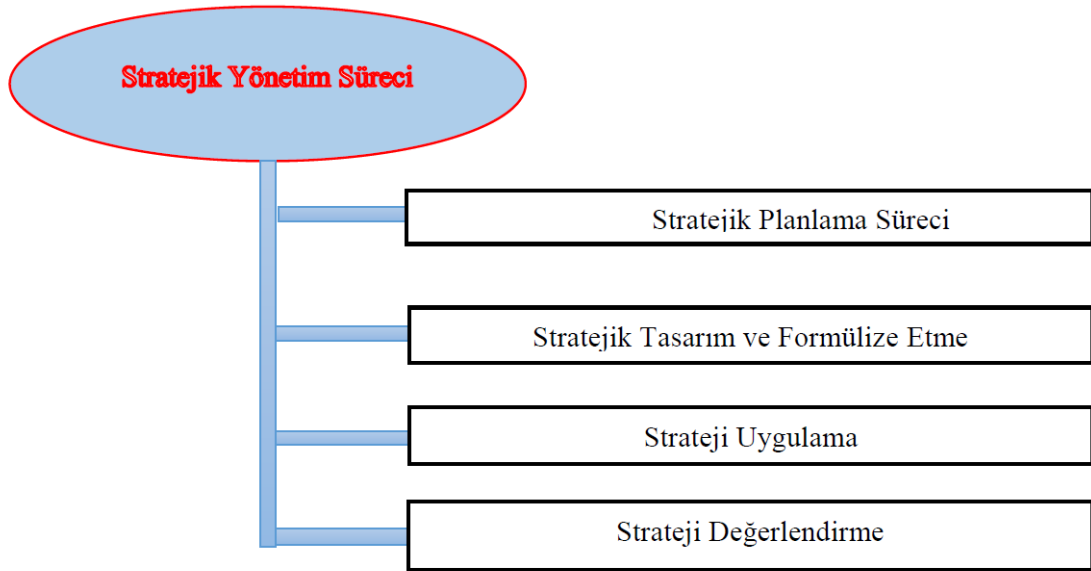 Stratejik Yönetim Süreci
Stratejik Planlama Süreci
Stratejik Tasarım ve Formülize Etme
Strateji Uygulama
Strateji Değerlendirme